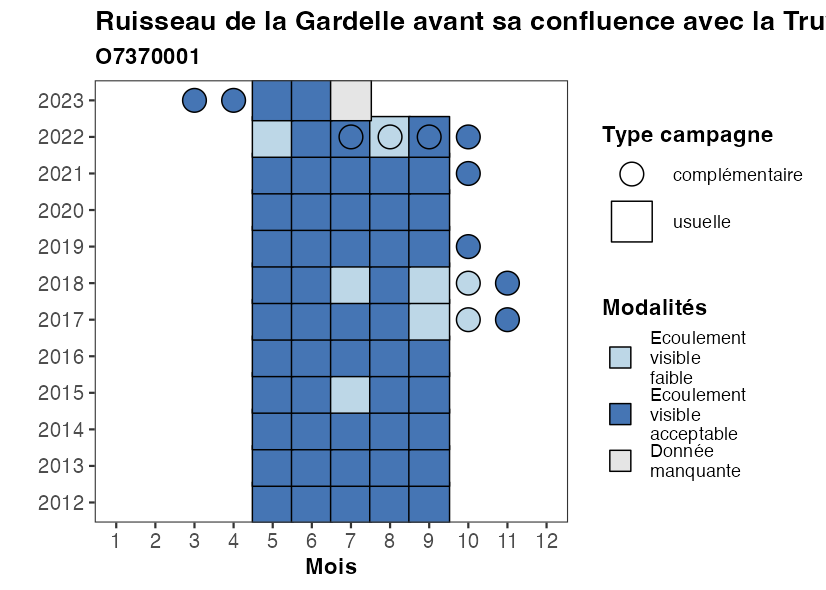 Ruisseau de la Gardelle avant sa confluence avec la Tru
O7370001
2023
2022
2021
2020
2019
2018
2017
2016
2015
2014
2013
2012
1 2 3 4 5 6 7 8 9 10 11 12
Mois
Type campagne
complémentaire
usuelle
Modalités
Ecoulement
visible
faible
Ecoulement
visible
acceptable
Donnée
manquante